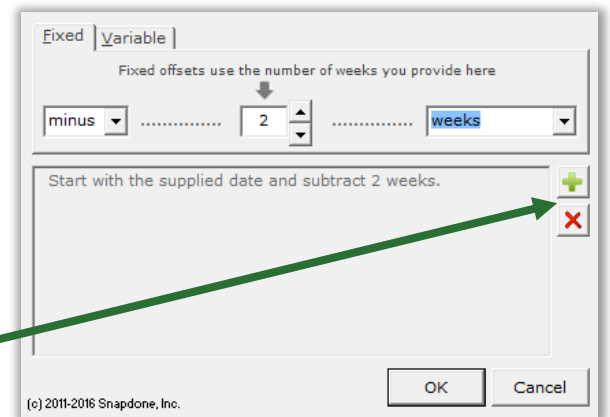 Fixed Variable
Fixed offsets use the number of weeks you provide here
minus ............... 2 ............... weeks
Start with the supplied date and subtract 2 weeks.
OK Cancel
(c) 2011-2016 Snapdone, Inc.